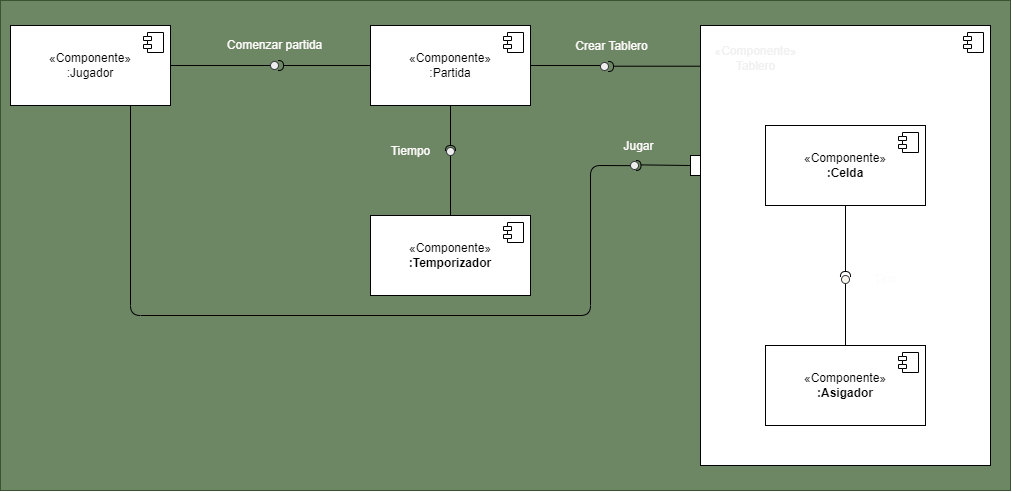 «Componente»
:Jugador
Comenzar partida
«Componente»
:Partida
Crear Tablero
«Componente»
Tablero
Tiempo
Jugar
«Componente»
:Celda
«Componente»
:Temporizador
«Componente»
:Asigador